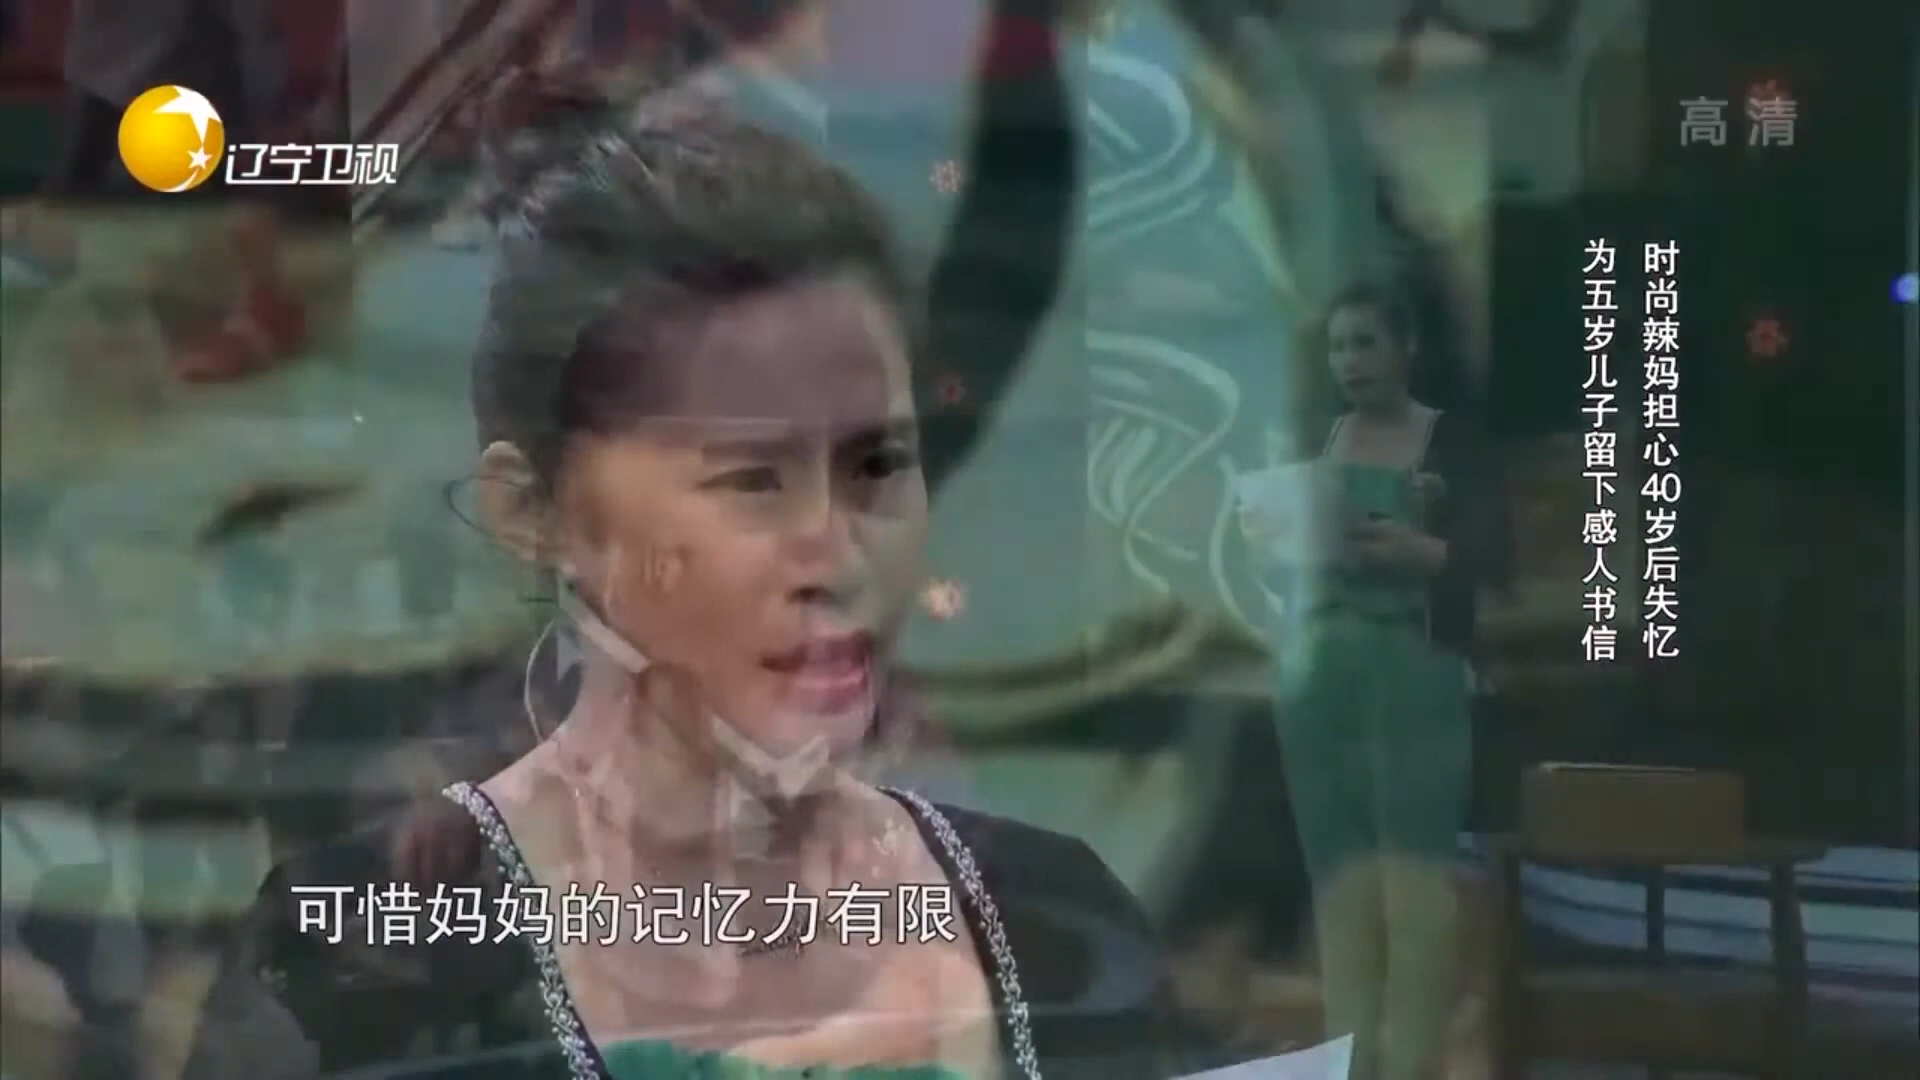 辽宁卫视
高清
时尚辣妈担心40岁后失忆
为五岁儿子留下感人书信
可惜妈妈的记忆力有限